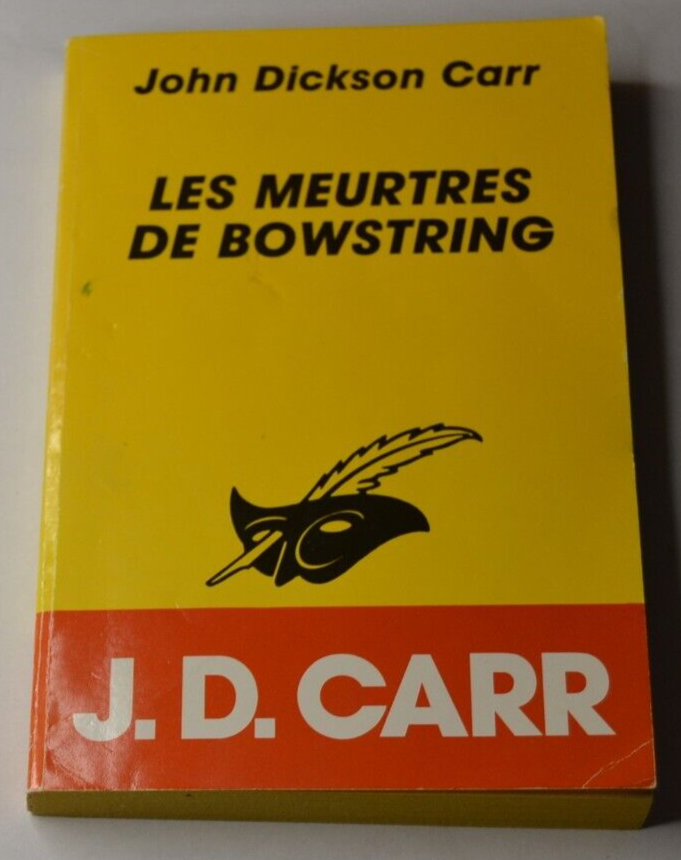 John Dickson Carr
LES MEURTRES
DE BOWSTRING
J. D. CARR